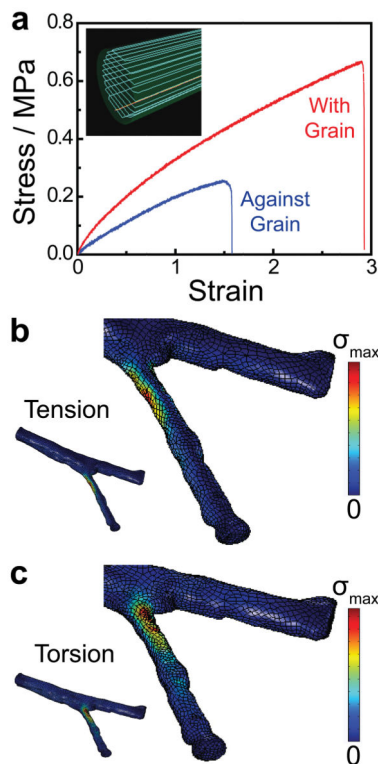 a
0.8
0.6
0.4
0.2
0.0
Stress / MPa
With
Grain
Against
Grain
0 1 2 3
Strain
b
Tension
σmax
0
c
Torsion
σmax
0